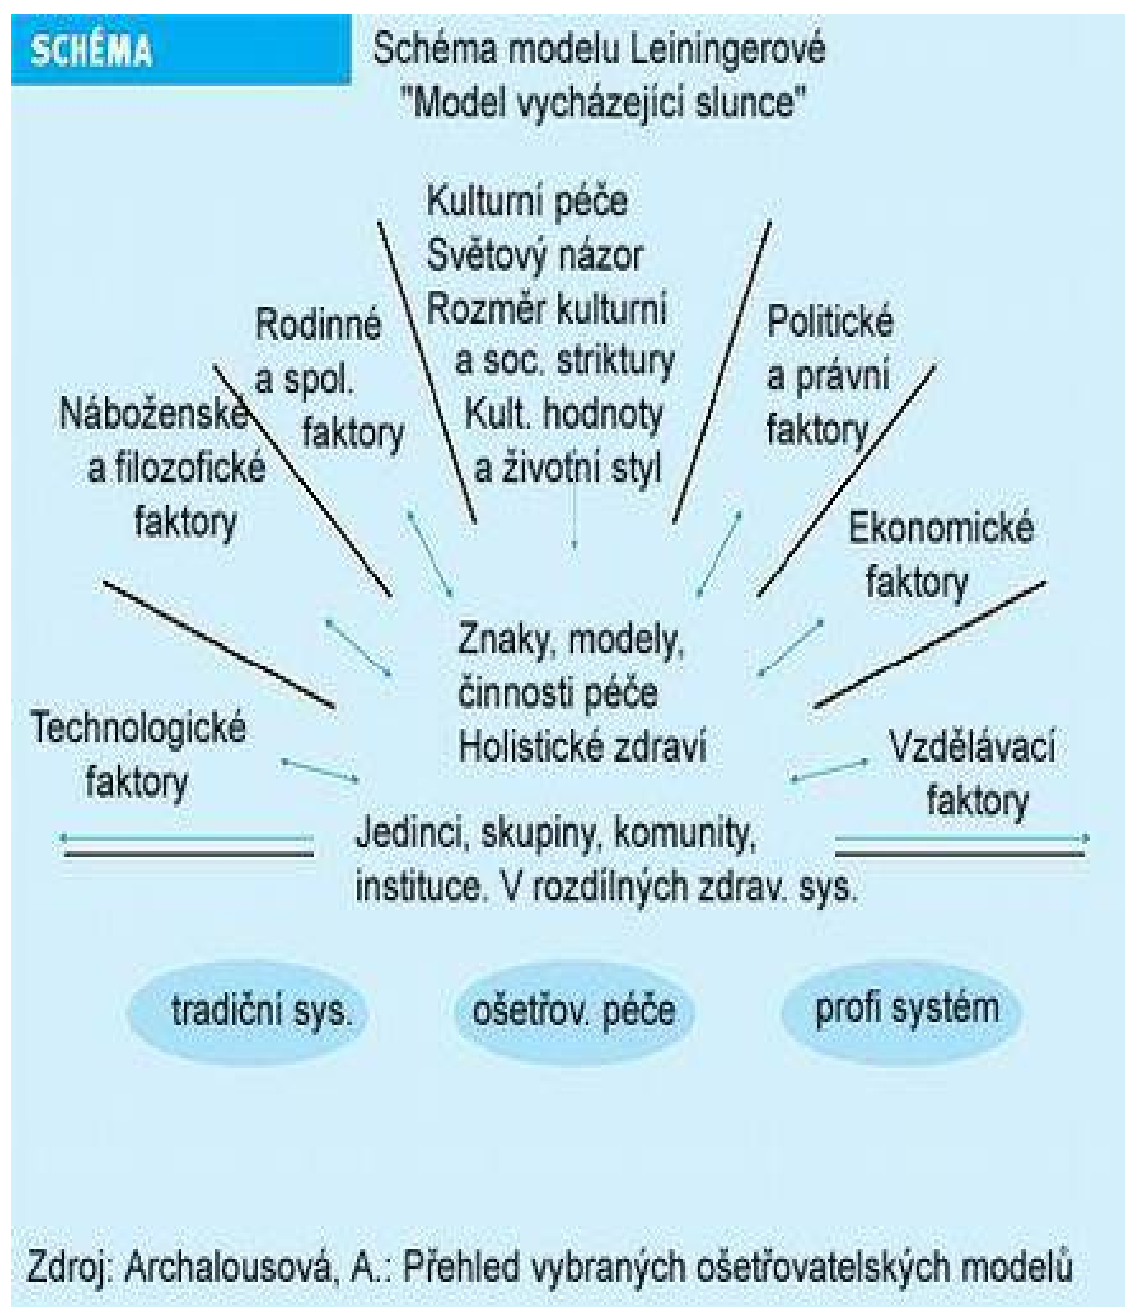 SCHÉMA
Schéma modelu Leiningerové
"Model vycházející slunce"
Kulturní péče
Světový názor
Rozměr kulturní
a soc. striktury
Kult. hodnoty
a životní styl
Rodinné
a spol.
faktory
Politické
a právní
faktory
Náboženské
a filozofické
faktory
Ekonomické
faktory
Znaky, modely,
činnosti péče
Holistické zdraví
Technologické
faktory
Vzdělávací
faktory
Jedinci, skupiny, komunity,
instituce. V rozdílných zdrav. sys.
tradiční sys.
ošetřov. péče
profi systém
Zdroj: Archalousová, A.: Přehled vybraných ošetřovatelských modelů